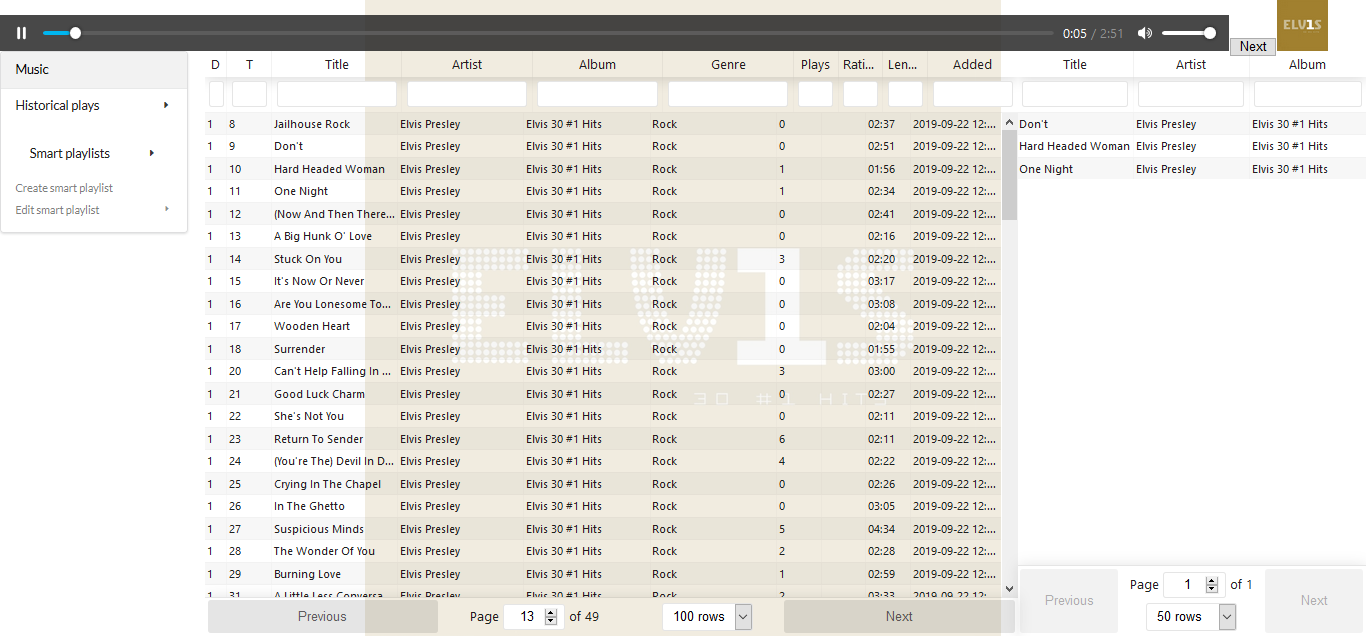 0:05 / 2:51
Next
ELV1S
Music
Historical plays
Smart playlists
Create smart playlist
Edit smart playlist
D T Title Artist Album Genre Plays Rati... Len... Added
1 8 Jailhouse Rock Elvis Presley Elvis 30 #1 Hits Rock 0 02:37 2019-09-22 12:...
1 9 Don't Elvis Presley Elvis 30 #1 Hits Rock 0 02:51 2019-09-22 12:...
1 10 Hard Headed Woman Elvis Presley Elvis 30 #1 Hits Rock 1 01:56 2019-09-22 12:...
1 11 One Night Elvis Presley Elvis 30 #1 Hits Rock 1 02:34 2019-09-22 12:...
1 12 (Now And Then There... Elvis Presley Elvis 30 #1 Hits Rock 0 02:41 2019-09-22 12:...
1 13 A Big Hunk O' Love Elvis Presley Elvis 30 #1 Hits Rock 0 02:16 2019-09-22 12:...
1 14 Stuck On You Elvis Presley Elvis 30 #1 Hits Rock 3 02:20 2019-09-22 12:...
1 15 It's Now Or Never Elvis Presley Elvis 30 #1 Hits Rock 0 03:17 2019-09-22 12:...
1 16 Are You Lonesome To... Elvis Presley Elvis 30 #1 Hits Rock 0 03:08 2019-09-22 12:...
1 17 Wooden Heart Elvis Presley Elvis 30 #1 Hits Rock 0 02:04 2019-09-22 12:...
1 18 Surrender Elvis Presley Elvis 30 #1 Hits Rock 0 01:55 2019-09-22 12:...
1 20 Can't Help Falling In ... Elvis Presley Elvis 30 #1 Hits Rock 3 03:00 2019-09-22 12:...
1 21 Good Luck Charm Elvis Presley Elvis 30 #1 Hits Rock 0 02:27 2019-09-22 12:...
1 22 She's Not You Elvis Presley Elvis 30 #1 Hits Rock 0 02:11 2019-09-22 12:...
1 23 Return To Sender Elvis Presley Elvis 30 #1 Hits Rock 6 02:11 2019-09-22 12:...
1 24 (You're The) Devil In D... Elvis Presley Elvis 30 #1 Hits Rock 4 02:22 2019-09-22 12:...
1 25 Crying In The Chapel Elvis Presley Elvis 30 #1 Hits Rock 0 02:26 2019-09-22 12:...
1 26 In The Ghetto Elvis Presley Elvis 30 #1 Hits Rock 0 03:05 2019-09-22 12:...
1 27 Suspicious Minds Elvis Presley Elvis 30 #1 Hits Rock 5 04:34 2019-09-22 12:...
1 28 The Wonder Of You Elvis Presley Elvis 30 #1 Hits Rock 2 02:28 2019-09-22 12:...
1 29 Burning Love Elvis Presley Elvis 30 #1 Hits Rock 1 02:59 2019-09-22 12:...
1 31 A Little Less Conversa... Elvis Presley Elvis 30 #1 Hits Rock 2 03:33 2019-09-22 12:...
ELV1S
30 #1 HITS
Previous Page 13 of 49 100 rows Next
Title Artist Album
Don't Elvis Presley Elvis 30 #1 Hits
Hard Headed Woman Elvis Presley Elvis 30 #1 Hits
One Night Elvis Presley Elvis 30 #1 Hits
Previous Page 1 of 1 50 rows Next